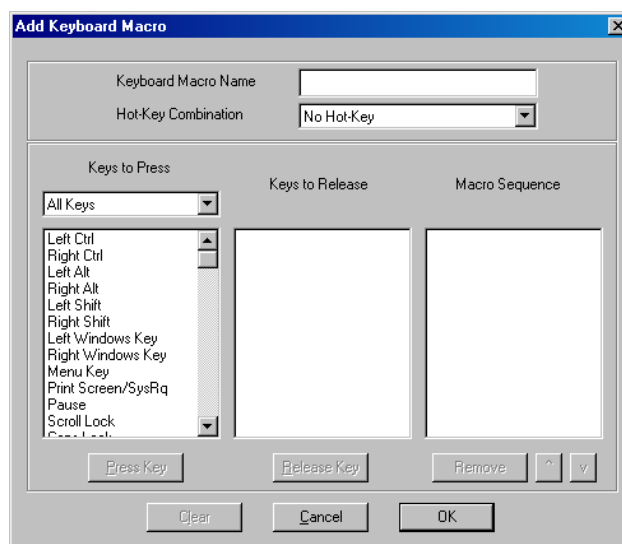 Add Keyboard Macro
Keyboard Macro Name
Hot-Key Combination
No Hot-Key
Keys to Press
Keys to Release
Macro Sequence
All Keys
Left Ctrl
Right Ctrl
Left Alt
Right Alt
Left Shift
Right Shift
Left Windows Key
Right Windows Key
Menu Key
Print Screen/SysRq
Pause
Scroll Lock
Press Key
Release Key
Remove
^
v
Clear
Cancel
OK